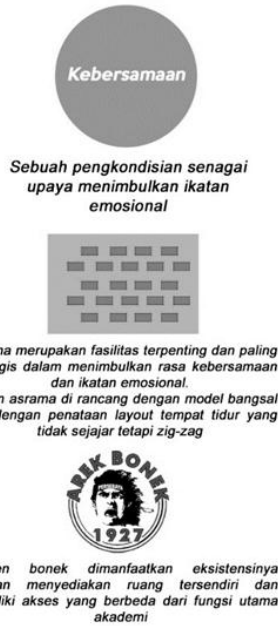 Kebersamaan
Sebuah pengkondisian senagai
upaya menimbulkan ikatan
emosional
merupakan fasilitas terpenting dan paling
dalam menimbulkan rasa kebersamaan
dan ikatan emosional.
asrama di rancang dengan model bangsal
dengan penataan layout tempat tidur yang
tidak sejajar tetapi zig-zag
AREK BONEK
1927
bonek dimanfaatkan eksistensinya
menyediakan ruang tersendiri dan
akses yang berbeda dari fungsi utama
akademi